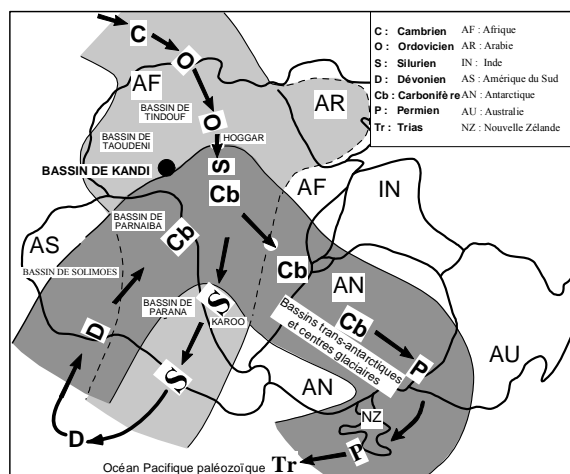 C : Cambrien AF : Afrique
O : Ordovicien AR : Arabie
S : Silurien IN : Inde
D : Dévonien AS : Amérique du Sud
Cb : Carbonifère AN : Antarctique
P : Permien AU : Australie
Tr : Trias NZ : Nouvelle Zélande
C
O
AF
BASSIN DE
TINDOUF
AR
O
BASSIN DE
TAOUDENI
HOGGAR
S
BASSIN DE KANDI
Cb
AF
IN
BASSIN DE
PARNAIBA
Cb
AS
BASSIN DE SOLIMOES
Cb
AN
BASSIN DE
PARANA
S
KAROO
Bassins trans-antarctiques
et centres glaciaires
Cb
D
P
AU
S
AN
NZ
D
P
Océan Pacifique paléozoïque Tr